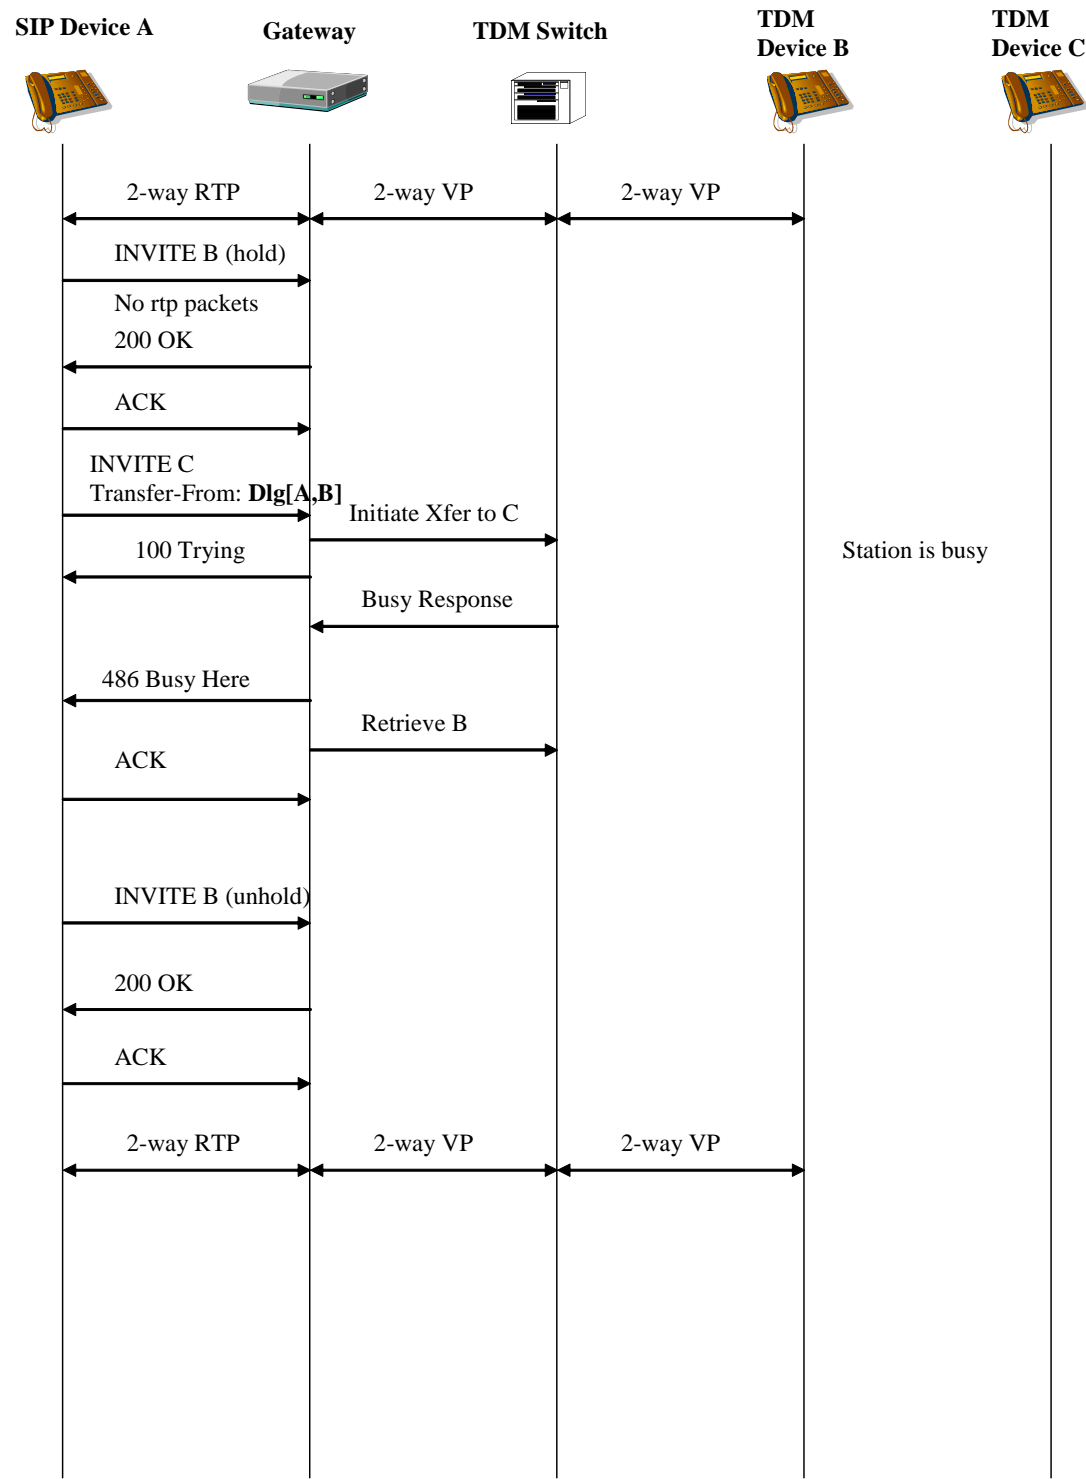 SIP Device A
Gateway
TDM Switch
TDM
Device B
TDM
Device C
2-way RTP
2-way VP
2-way VP
INVITE B (hold)
No rtp packets
200 OK
ACK
INVITE C
Transfer-From: Dlg[A,B]
Initiate Xfer to C
100 Trying
Station is busy
Busy Response
486 Busy Here
Retrieve B
ACK
INVITE B (unhold)
200 OK
ACK
2-way RTP
2-way VP
2-way VP